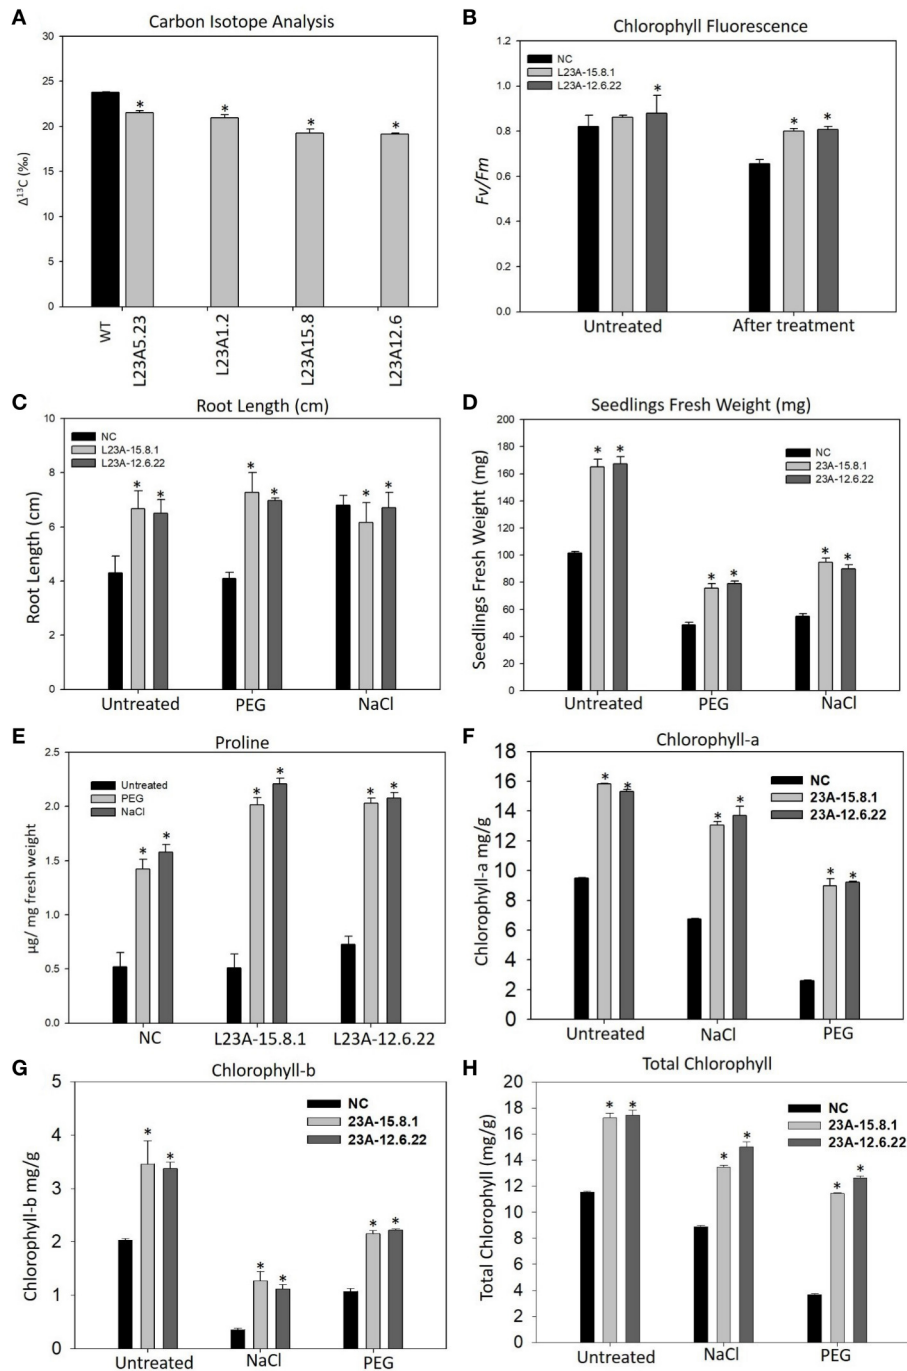 A
Carbon Isotope Analysis
30
25
20
15
10
5
0
Δ¹³C (‰)
*
*
*
*
WT
L23A5.23
L23A1.2
L23A15.8
L23A12.6
B
Chlorophyll Fluorescence
1.2
1.0
0.8
0.6
0.4
0.2
0.0
Fv/Fm
NC
L23A-15.8.1
L23A-12.6.22
*
*
*
Untreated
After treatment
C
Root Length (cm)
10
8
6
4
2
0
Root Length (cm)
NC
L23A-15.8.1
L23A-12.6.22
* *
* *
* *
Untreated
PEG
NaCl
D
Seedlings Fresh Weight (mg)
200
180
160
140
120
100
80
60
40
20
0
Seedlings Fresh Weight (mg)
NC
23A-15.8.1
23A-12.6.22
* *
* *
* *
Untreated
PEG
NaCl
E
Proline
2.5
2.0
1.5
1.0
0.5
0.0
µg/ mg fresh weight
Untreated
PEG
NaCl
* *
* *
* *
NC
L23A-15.8.1
L23A-12.6.22
F
Chlorophyll-a
18
16
14
12
10
8
6
4
2
0
Chlorophyll-a mg/g
NC
23A-15.8.1
23A-12.6.22
* *
* *
* *
Untreated
NaCl
PEG
G
Chlorophyll-b
5
4
3
2
1
0
Chlorophyll-b mg/g
NC
23A-15.8.1
23A-12.6.22
* *
* *
* *
Untreated
NaCl
PEG
H
Total Chlorophyll
20
18
16
14
12
10
8
6
4
2
0
Total Chlorophyll (mg/g)
NC
23A-15.8.1
23A-12.6.22
* *
* *
* *
Untreated
NaCl
PEG